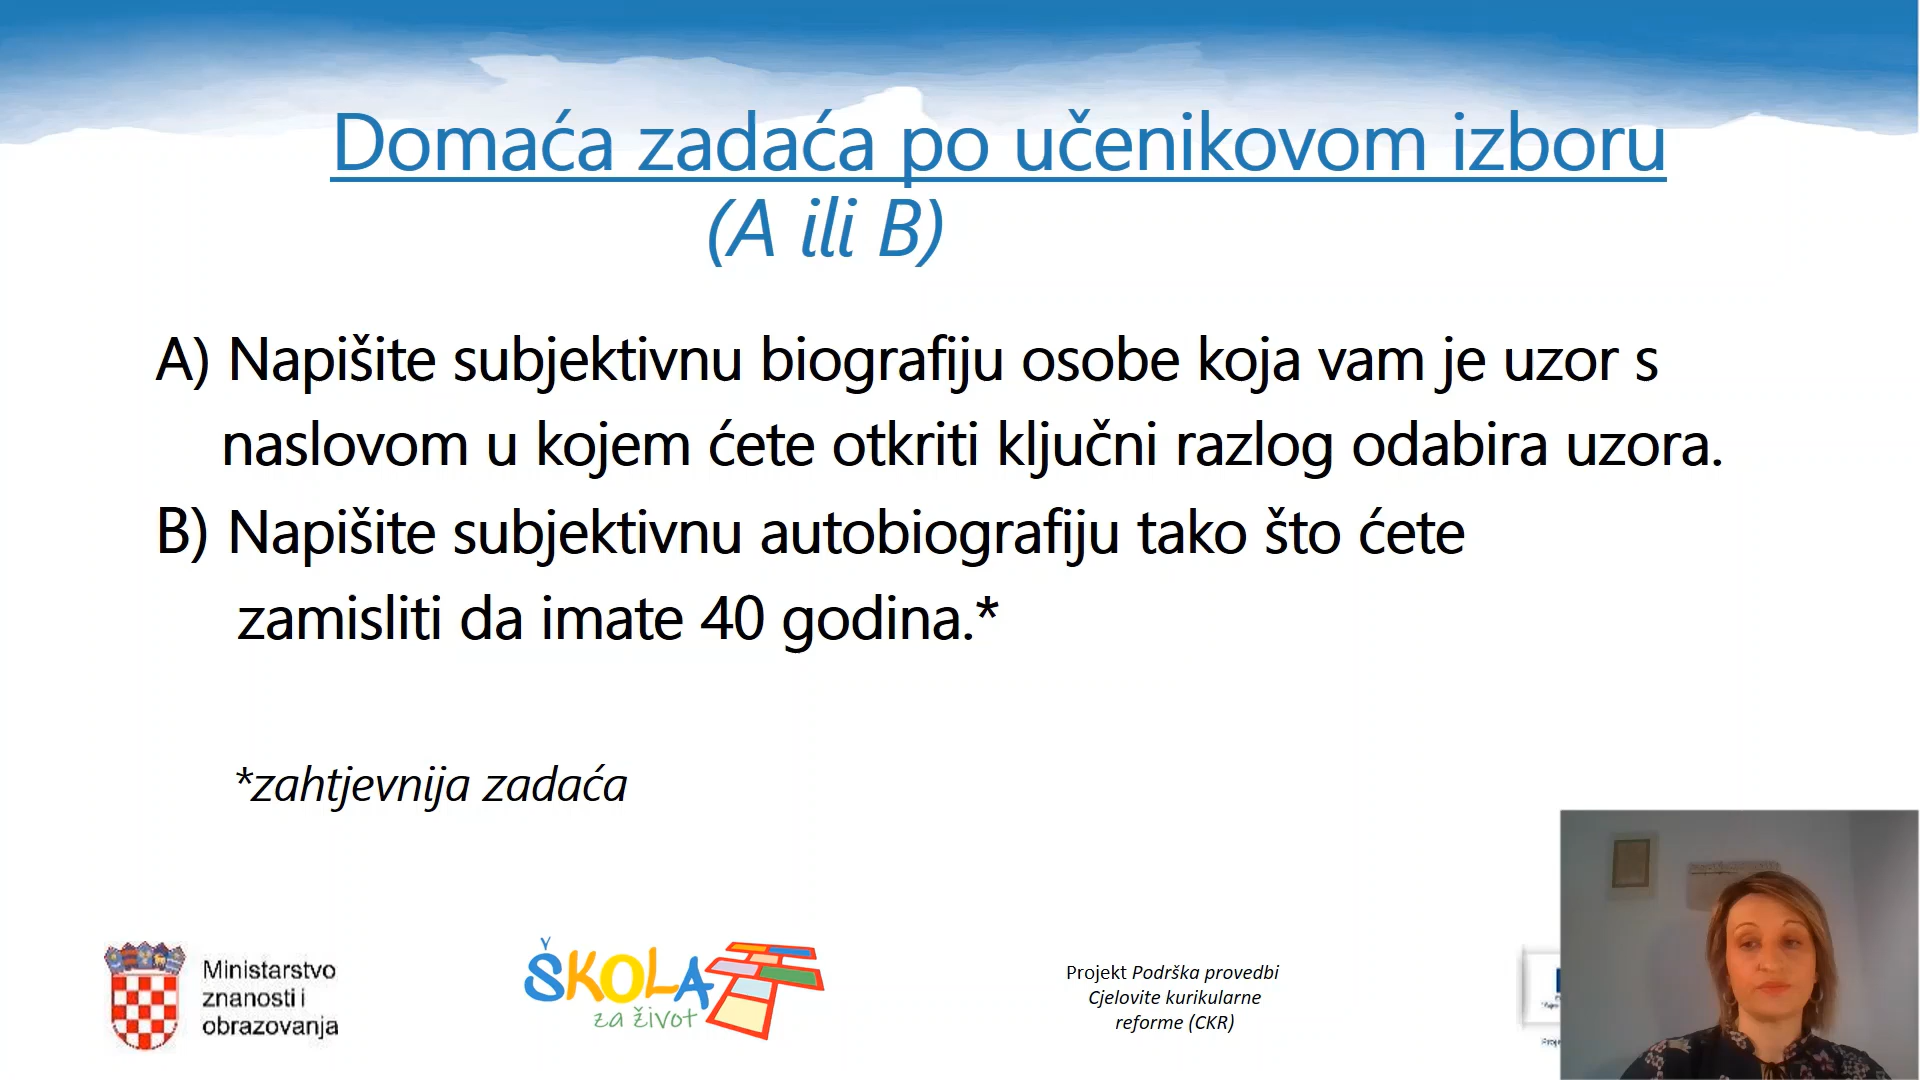 Domaća zadaća po učenikovom izboru
(A ili B)
A) Napišite subjektivnu biografiju osobe koja vam je uzor s
naslovom u kojem ćete otkriti ključni razlog odabira uzora.
B) Napišite subjektivnu autobiografiju tako što ćete
zamisliti da imate 40 godina.*
*zahtjevnija zadaća
Ministarstvo
znanosti i
obrazovanja
ŠKOLA
za život
Projekt Podrška provedbi
Cjelovite kurikularne
reforme (CKR)